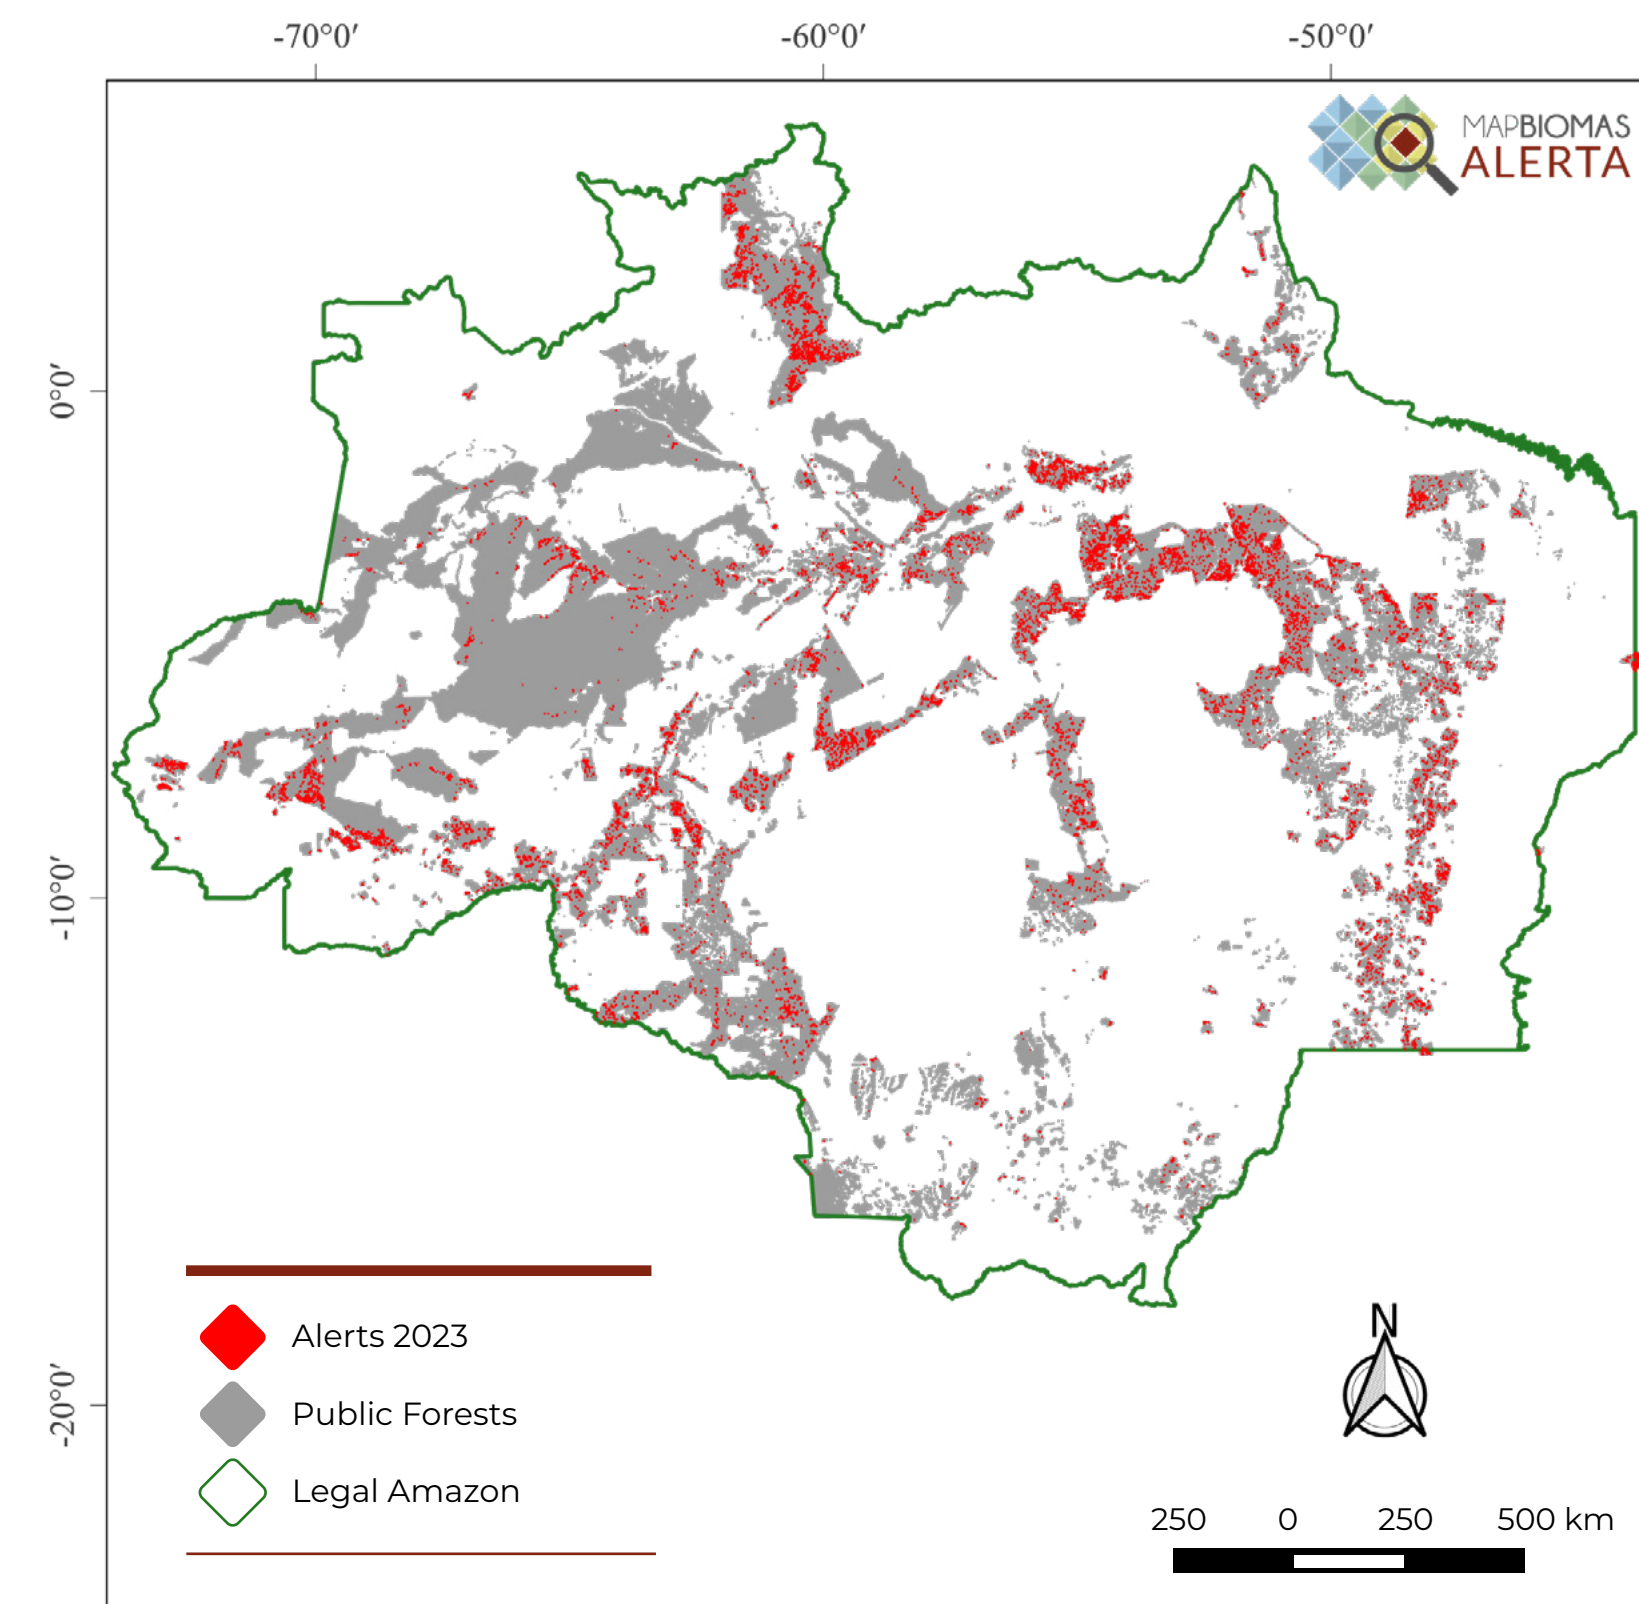 -70°0′ -60°0′ -50°0′
MAPBIOMAS
ALERTA
0°0′
-10°0′
-20°0′
Alerts 2023
Public Forests
Legal Amazon
N
250 0 250 500 km